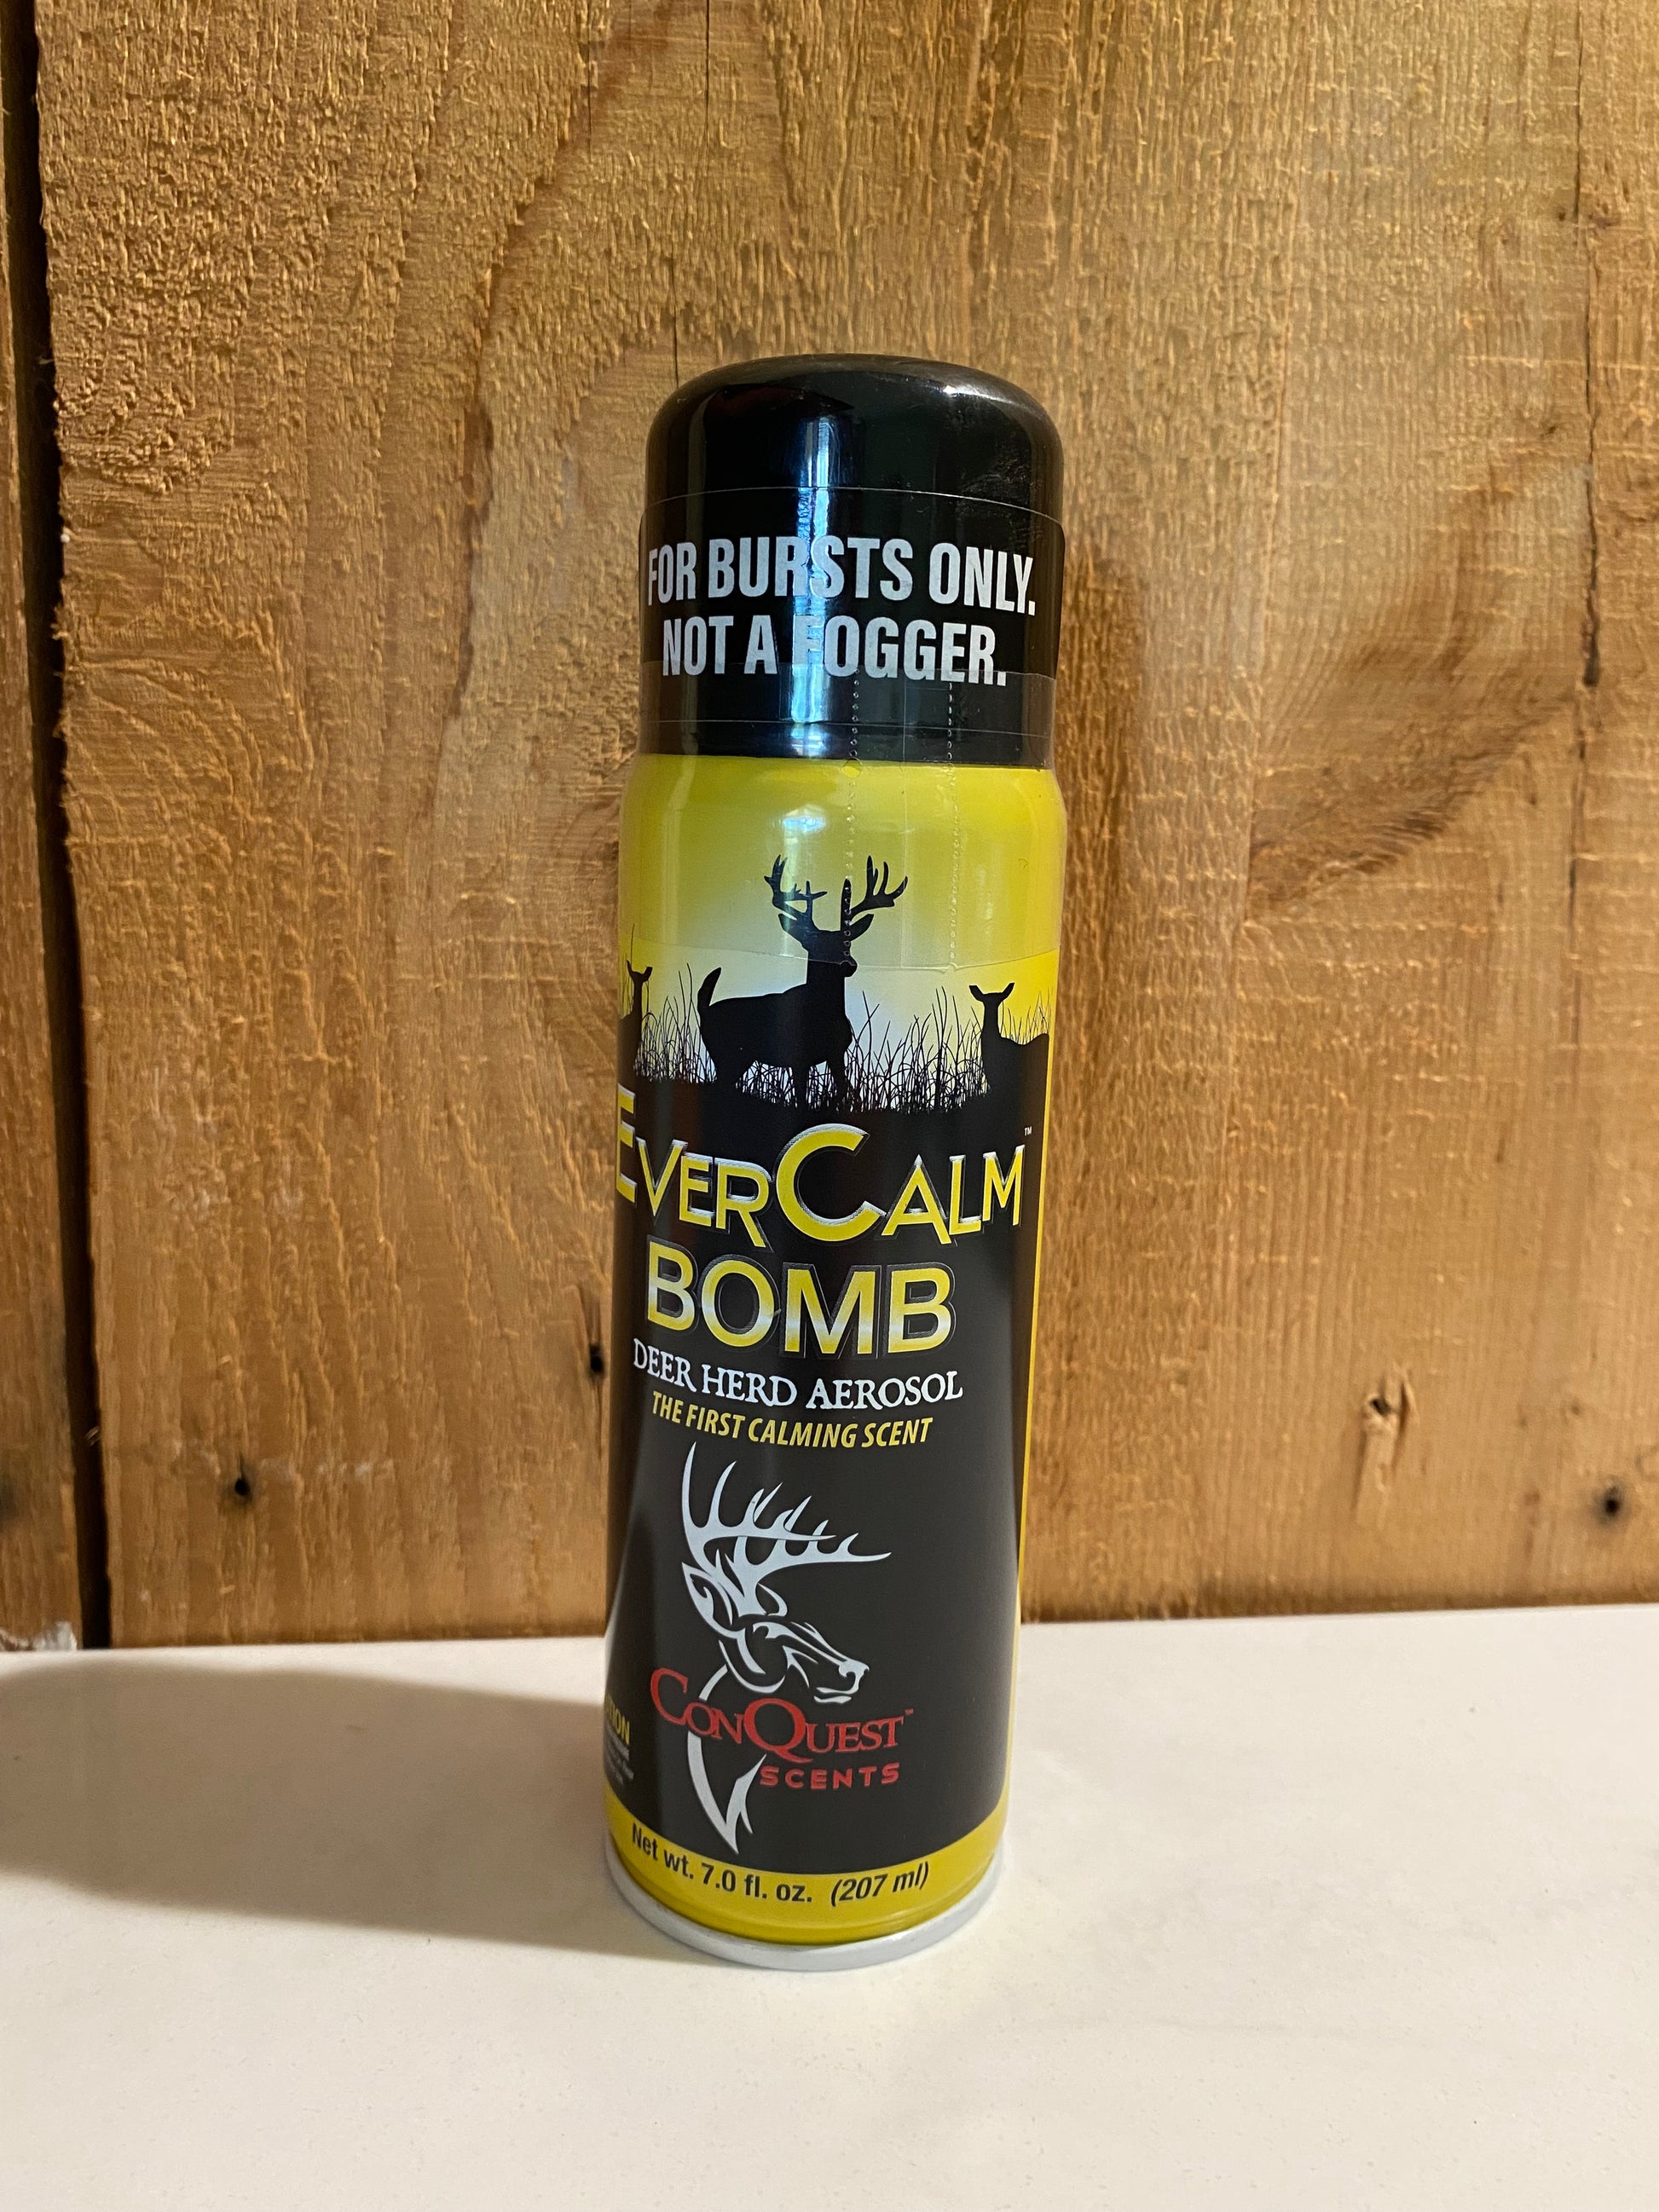 FOR BURSTS ONLY.
NOT A FOGGER.
EVERCALM™
BOMB
DEER HERD AEROSOL
THE FIRST CALMING SCENT
CONQUEST™
SCENTS
Net wt. 7.0 fl. oz. (207 ml)